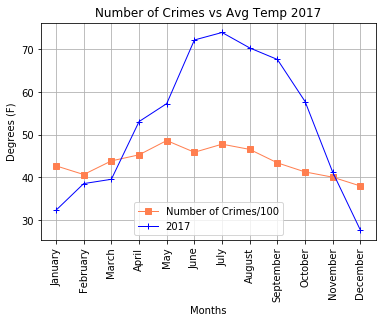 Number of Crimes vs Avg Temp 2017
Degrees (F)
70
60
50
40
30
Number of Crimes/100
2017
January
February
March
April
May
June
July
August
September
October
November
December
Months